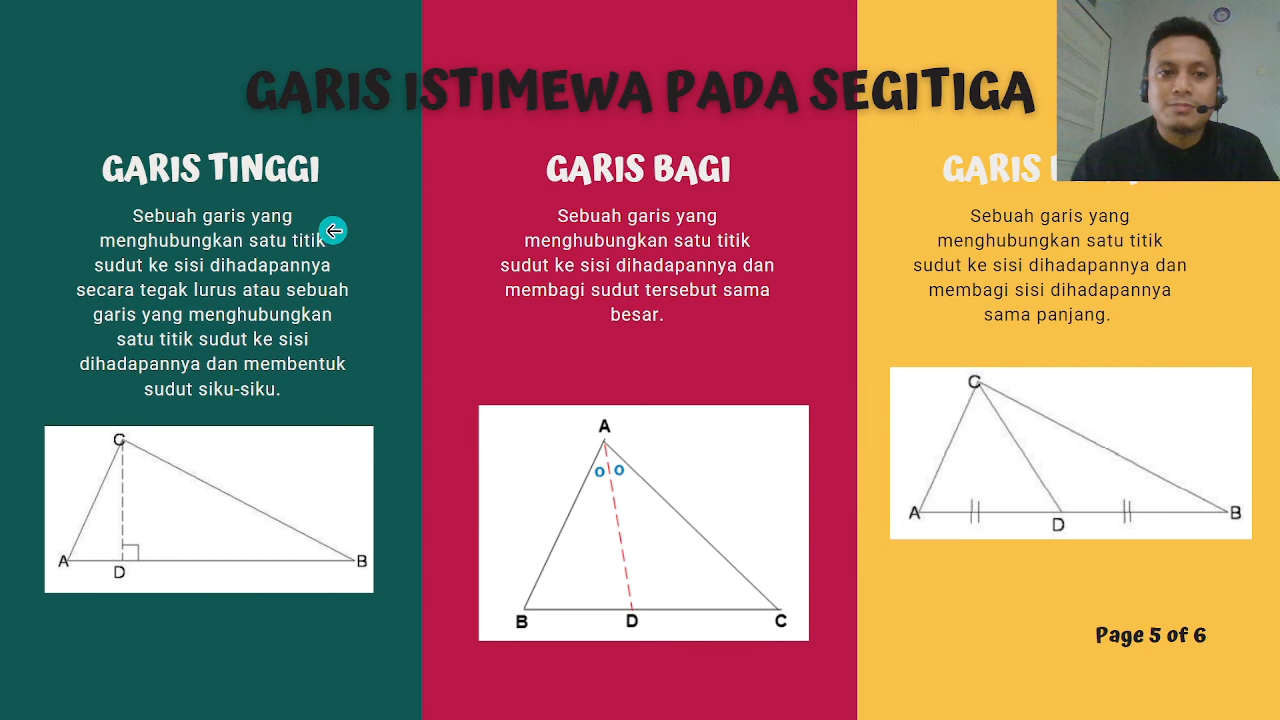 GARIS ISTIMEWA PADA SEGITIGA
GARIS TINGGI
Sebuah garis yang
menghubungkan satu titik
sudut ke sisi dihadapannya
secara tegak lurus atau sebuah
garis yang menghubungkan
satu titik sudut ke sisi
dihadapannya dan membentuk
sudut siku-siku.
C
A
D
B
GARIS BAGI
Sebuah garis yang
menghubungkan satu titik
sudut ke sisi dihadapannya dan
membagi sudut tersebut sama
besar.
A
o o
B
D
C
GARIS
Sebuah garis yang
menghubungkan satu titik
sudut ke sisi dihadapannya dan
membagi sisi dihadapannya
sama panjang.
C
A
D
B
Page 5 of 6